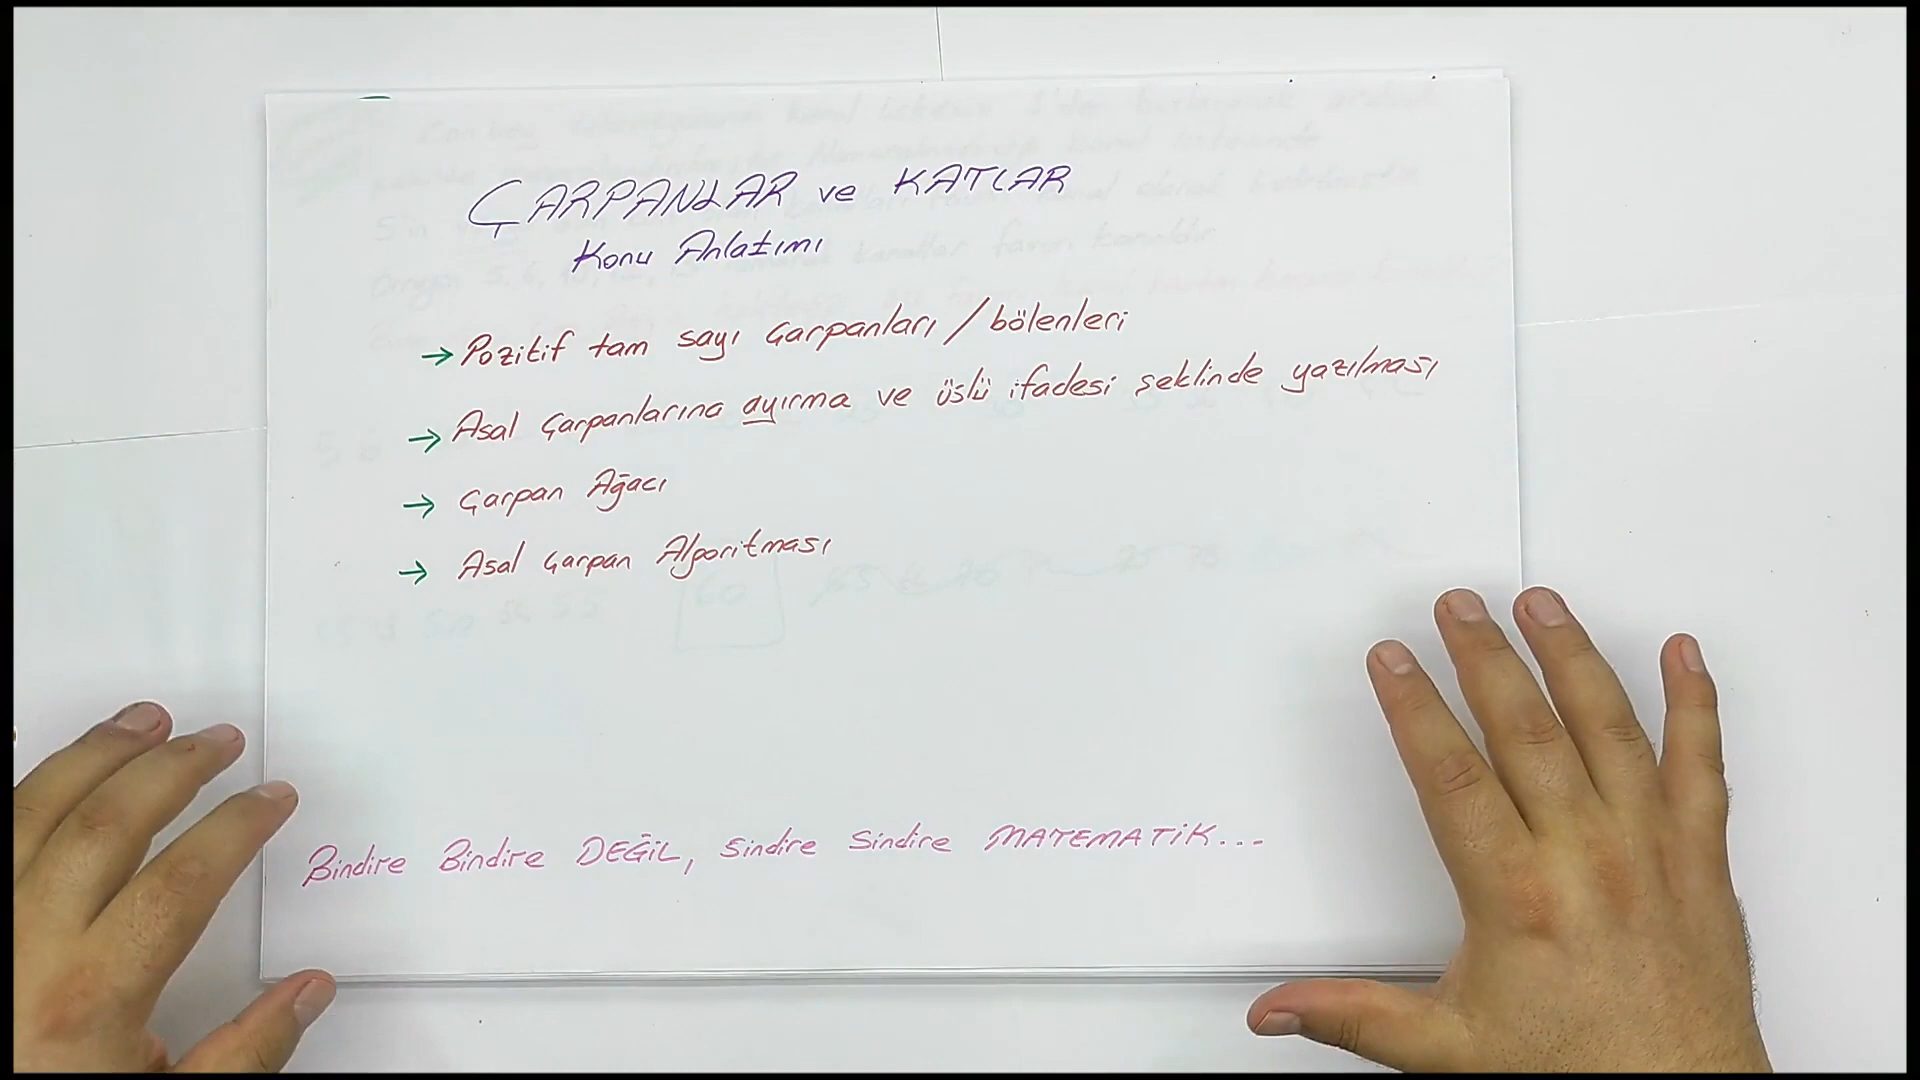 ÇARPANLAR ve KATLAR
Konu Anlatımı
→ Pozitif tam sayı Çarpanları / bölenleri
→ Asal Çarpanlarına ayırma ve üslü ifadesi şeklinde yazılması
→ Çarpan Ağacı
→ Asal Çarpan Algoritması
Bindire Bindire DEĞİL, Sindire Sindire MATEMATİK...